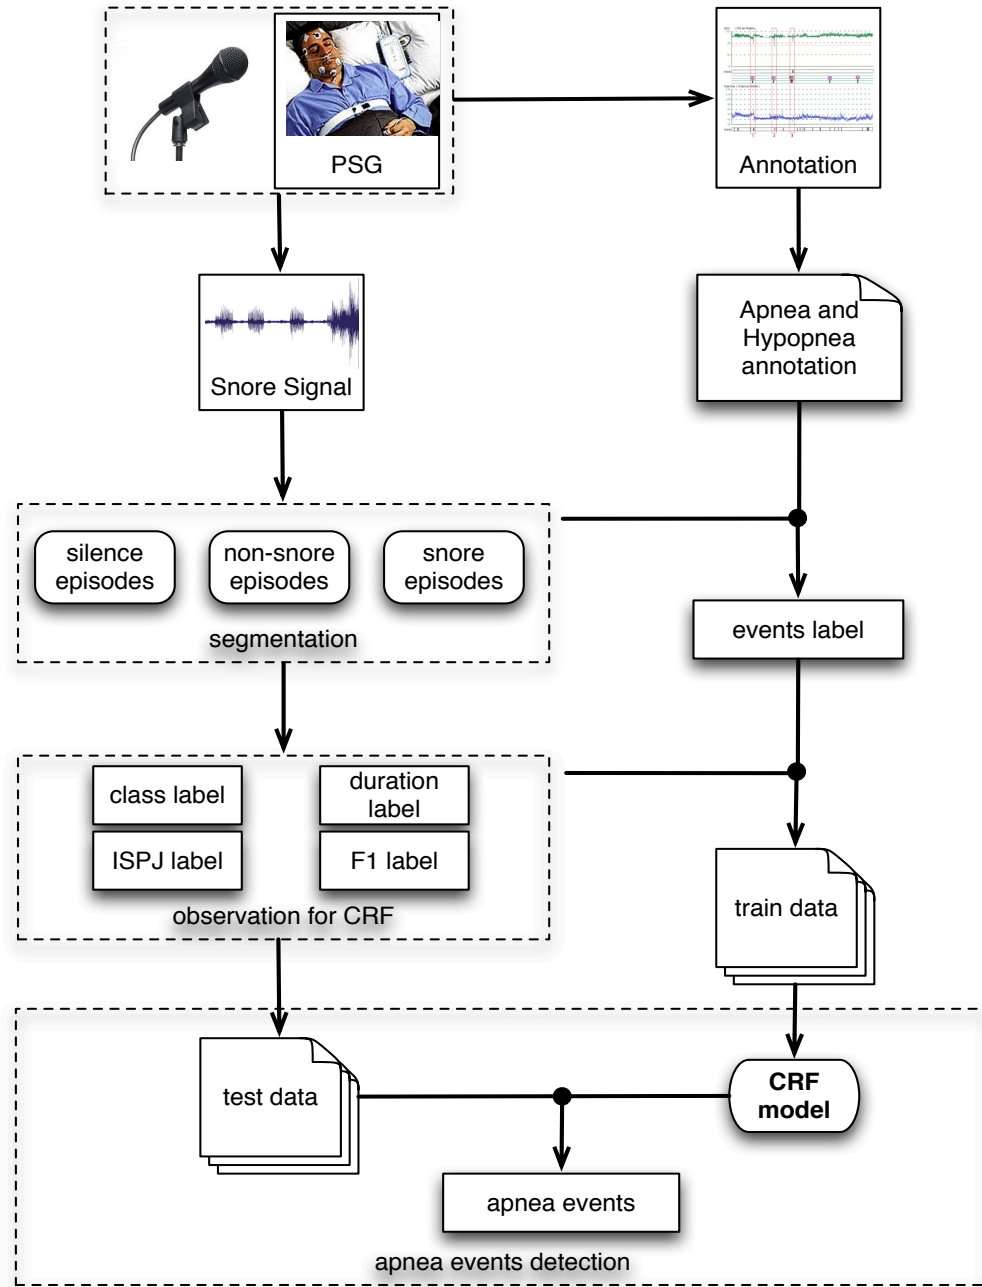 PSG
Annotation
Snore Signal
Apnea and
Hypopnea
annotation
silence
episodes
non-snore
episodes
snore
episodes
segmentation
events label
class label
duration
label
ISPJ label
F1 label
observation for CRF
train data
test data
CRF
model
apnea events
apnea events detection